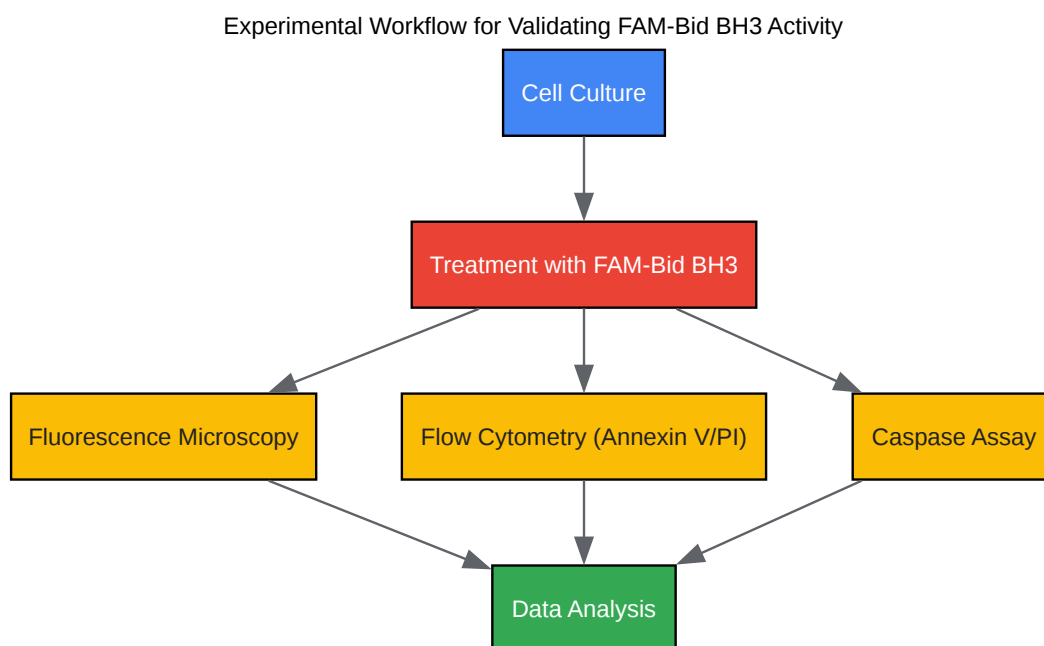 Experimental Workflow for Validating FAM-Bid BH3 Activity
Cell Culture
Treatment with FAM-Bid BH3
Fluorescence Microscopy
Flow Cytometry (Annexin V/PI)
Caspase Assay
Data Analysis